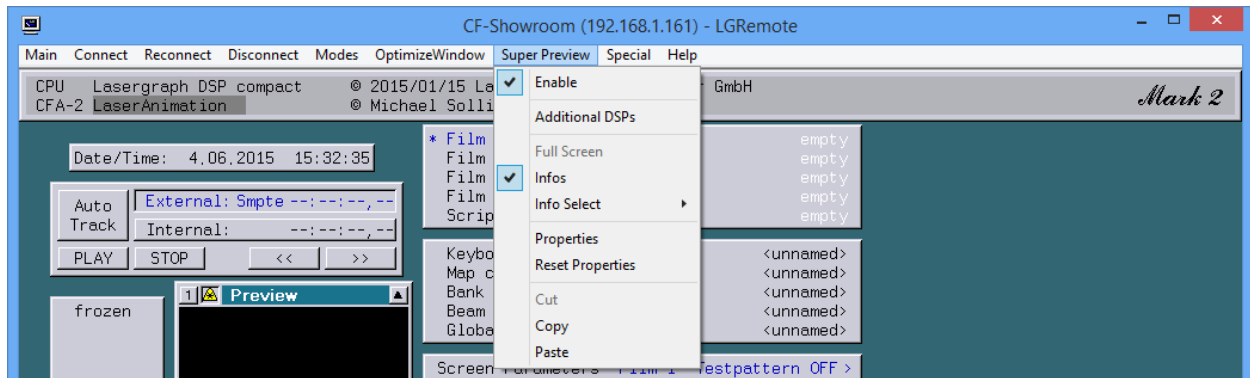 CF-Showroom (192.168.1.161) - LGRemote
Main Connect Reconnect Disconnect Modes OptimizeWindow Super Preview Special Help
CPU Lasergraph DSP compact © 2015/01/15 La GmbH
CFA-2 LaserAnimation © Michael Solli
Mark 2
Enable
Additional DSPs
Full Screen
Infos
Info Select
Properties
Reset Properties
Cut
Copy
Paste
Date/Time: 4.06.2015 15:32:35
Auto Track
External: Smpte --:--:--,--
Internal: --:--:--,--
PLAY STOP << >>
frozen
1 Preview
* Film empty
Film empty
Film empty
Film empty
Scrip empty
Keybo <unnamed>
Map c <unnamed>
Bank <unnamed>
Beam <unnamed>
Globa <unnamed>
Screen Parameters Film 1 Testpattern OFF >